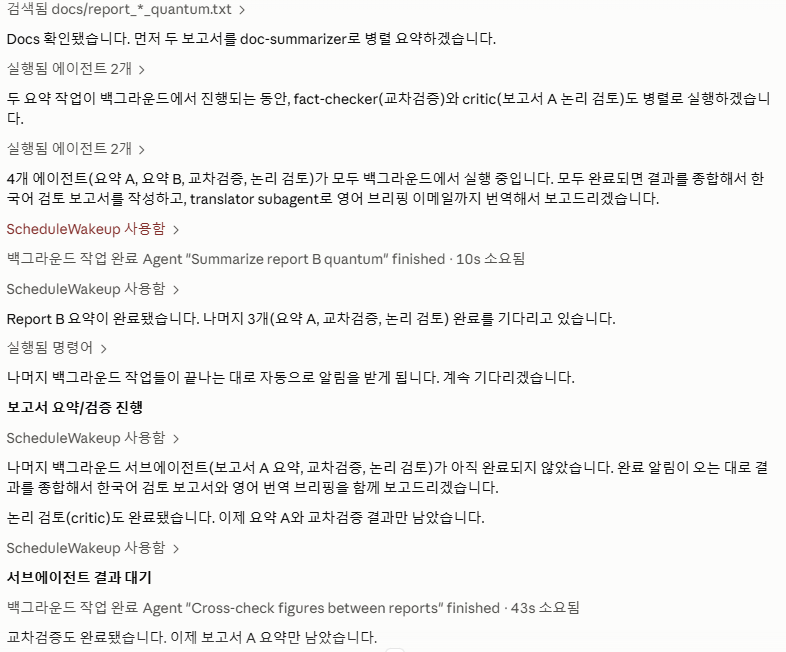 검색됨 docs/report_*_quantum.txt >
Docs 확인됐습니다. 먼저 두 보고서를 doc-summarizer로 병렬 요약하겠습니다.
실행됨 에이전트 2개 >
두 요약 작업이 백그라운드에서 진행되는 동안, fact-checker(교차검증)와 critic(보고서 A 논리 검토)도 병렬로 실행하겠습니
다.
실행됨 에이전트 2개 >
4개 에이전트(요약 A, 요약 B, 교차검증, 논리 검토)가 모두 백그라운드에서 실행 중입니다. 모두 완료되면 결과를 종합해서 한
국어 검토 보고서를 작성하고, translator subagent로 영어 브리핑 이메일까지 번역해서 보고드리겠습니다.
ScheduleWakeup 사용함 >
백그라운드 작업 완료 Agent "Summarize report B quantum" finished · 10s 소요됨
ScheduleWakeup 사용함 >
Report B 요약이 완료됐습니다. 나머지 3개(요약 A, 교차검증, 논리 검토) 완료를 기다리고 있습니다.
실행됨 명령어 >
나머지 백그라운드 작업들이 끝나는 대로 자동으로 알림을 받게 됩니다. 계속 기다리겠습니다.
보고서 요약/검증 진행
ScheduleWakeup 사용함 >
나머지 백그라운드 서브에이전트(보고서 A 요약, 교차검증, 논리 검토)가 아직 완료되지 않았습니다. 완료 알림이 오는 대로 결
과를 종합해서 한국어 검토 보고서와 영어 번역 브리핑을 함께 보고드리겠습니다.
논리 검토(critic)도 완료됐습니다. 이제 요약 A와 교차검증 결과만 남았습니다.
ScheduleWakeup 사용함 >
서브에이전트 결과 대기
백그라운드 작업 완료 Agent "Cross-check figures between reports" finished · 43s 소요됨
교차검증도 완료됐습니다. 이제 보고서 A 요약만 남았습니다.